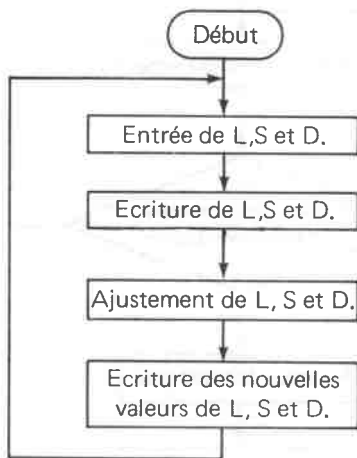 Début
Entrée de L,S et D.
Ecriture de L,S et D.
Ajustement de L, S et D.
Ecriture des nouvelles
valeurs de L, S et D.